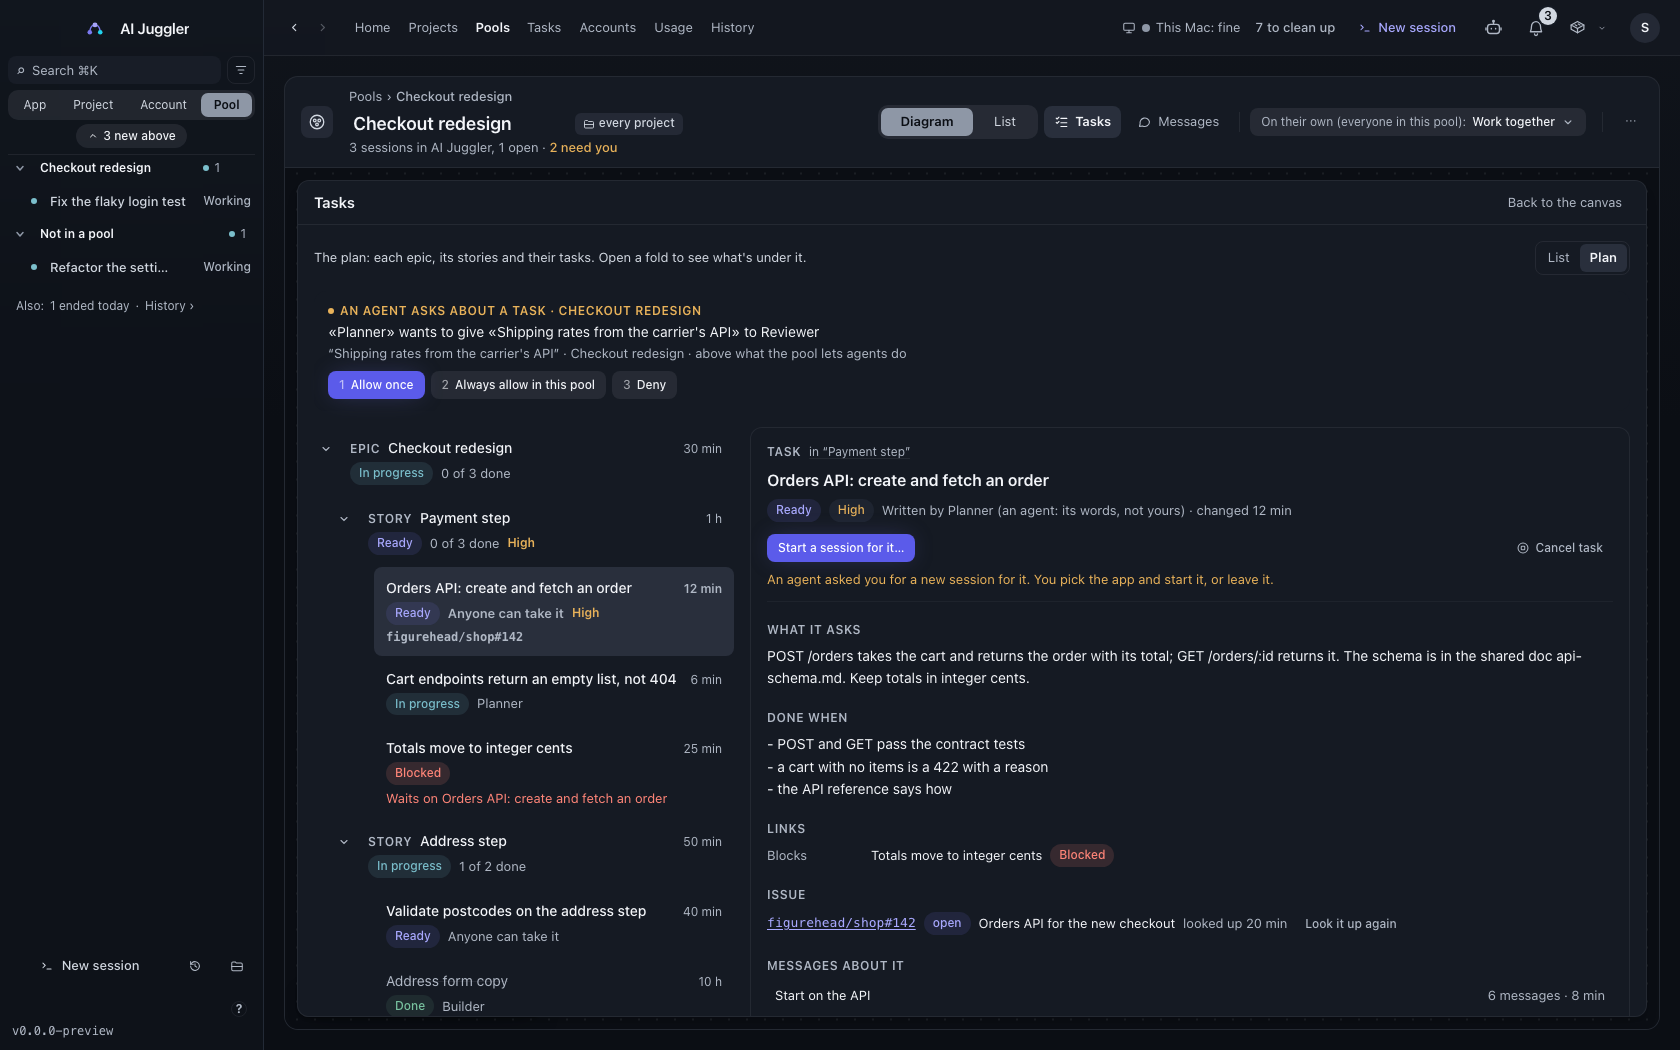 AI Juggler
Search ⌘K
App Project Account Pool
3 new above
Checkout redesign 1
Fix the flaky login test Working
Not in a pool 1
Refactor the setti... Working
Also: 1 ended today · History ›
New session
?
v0.0.0-preview
Home Projects Pools Tasks Accounts Usage History
This Mac: fine 7 to clean up New session 3 S
Pools › Checkout redesign
Checkout redesign every project
3 sessions in AI Juggler, 1 open · 2 need you
Diagram List Tasks Messages On their own (everyone in this pool): Work together ...
Tasks Back to the canvas
The plan: each epic, its stories and their tasks. Open a fold to see what's under it. List Plan
AN AGENT ASKS ABOUT A TASK · CHECKOUT REDESIGN
«Planner» wants to give «Shipping rates from the carrier's API» to Reviewer
“Shipping rates from the carrier's API” · Checkout redesign · above what the pool lets agents do
1 Allow once 2 Always allow in this pool 3 Deny
EPIC Checkout redesign 30 min
In progress 0 of 3 done
STORY Payment step 1 h
Ready 0 of 3 done High
Orders API: create and fetch an order 12 min
Ready Anyone can take it High
figurehead/shop#142
Cart endpoints return an empty list, not 404 6 min
In progress Planner
Totals move to integer cents 25 min
Blocked
Waits on Orders API: create and fetch an order
STORY Address step 50 min
In progress 1 of 2 done
Validate postcodes on the address step 40 min
Ready Anyone can take it
Address form copy 10 h
Done Builder
TASK in “Payment step”
Orders API: create and fetch an order
Ready High Written by Planner (an agent: its words, not yours) · changed 12 min
Start a session for it... Cancel task
An agent asked you for a new session for it. You pick the app and start it, or leave it.
WHAT IT ASKS
POST /orders takes the cart and returns the order with its total; GET /orders/:id returns it. The schema is in the shared doc api-
schema.md. Keep totals in integer cents.
DONE WHEN
- POST and GET pass the contract tests
- a cart with no items is a 422 with a reason
- the API reference says how
LINKS
Blocks Totals move to integer cents Blocked
ISSUE
figurehead/shop#142 open Orders API for the new checkout looked up 20 min Look it up again
MESSAGES ABOUT IT
Start on the API 6 messages · 8 min